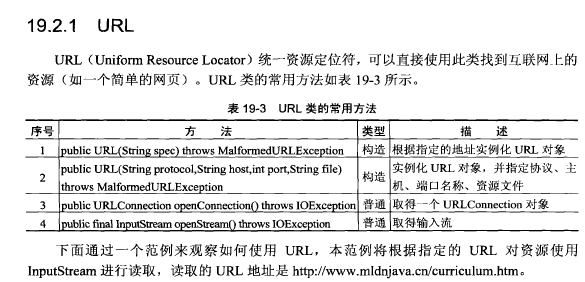 19.2.1 URL
URL（Uniform Resource Locator）统一资源定位符，可以直接使用此类找到互联网上的
资源（如一个简单的网页）。URL 类的常用方法如表 19-3 所示。
表 19-3 URL 类的常用方法
序号 方 法 类型 描 述
1 public URL(String spec) throws MalformedURLException 构造 根据指定的地址实例化 URL 对象
2 public URL(String protocol,String host,int port,String file) throws MalformedURLException 构造 实例化 URL 对象，并指定协议、主机、端口名称、资源文件
3 public URLConnection openConnection() throws IOException 普通 取得一个 URLConnection 对象
4 public final InputStream openStream() throws IOException 普通 取得输入流
下面通过一个范例来观察如何使用 URL，本范例将根据指定的 URL 对资源使用
InputStream 进行读取，读取的 URL 地址是 http://www.mldnjava.cn/curriculum.htm。